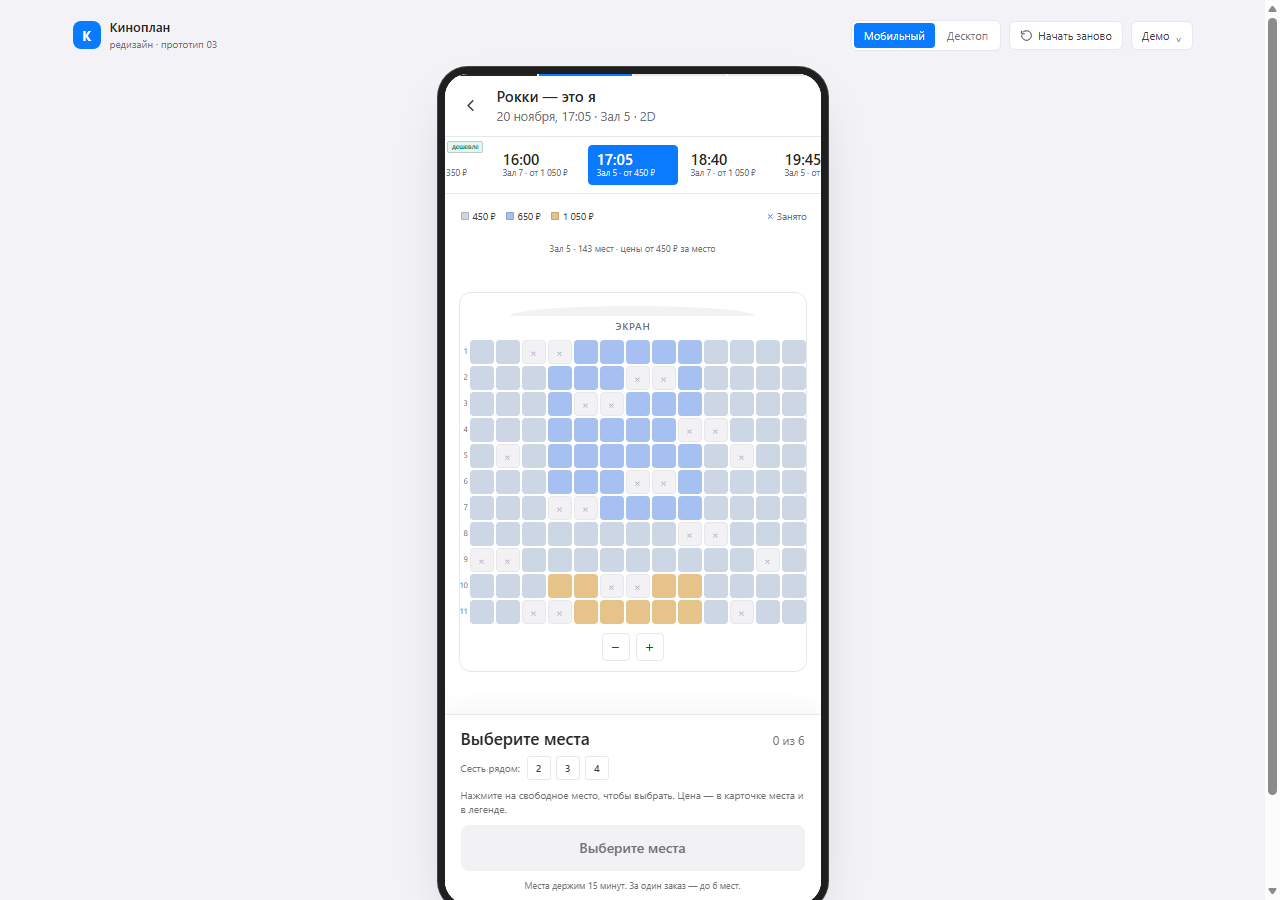 K
Киноплан
редизайн · прототип 03
Мобильный
Десктоп
Начать заново
Демо
Рокки — это я
20 ноября, 17:05 · Зал 5 · 2D
дешевле
350 ₽
16:00
Зал 7 · от 1 050 ₽
17:05
Зал 5 · от 450 ₽
18:40
Зал 7 · от 1 050 ₽
19:45
Зал 5 · от
450 ₽
650 ₽
1 050 ₽
× Занято
Зал 5 · 143 мест · цены от 450 ₽ за место
ЭКРАН
1
2
3
4
5
6
7
8
9
10
11
− +
Выберите места
0 из 6
Сесть рядом: 2 3 4
Нажмите на свободное место, чтобы выбрать. Цена — в карточке места и
в легенде.
Выберите места
Места держим 15 минут. За один заказ — до 6 мест.